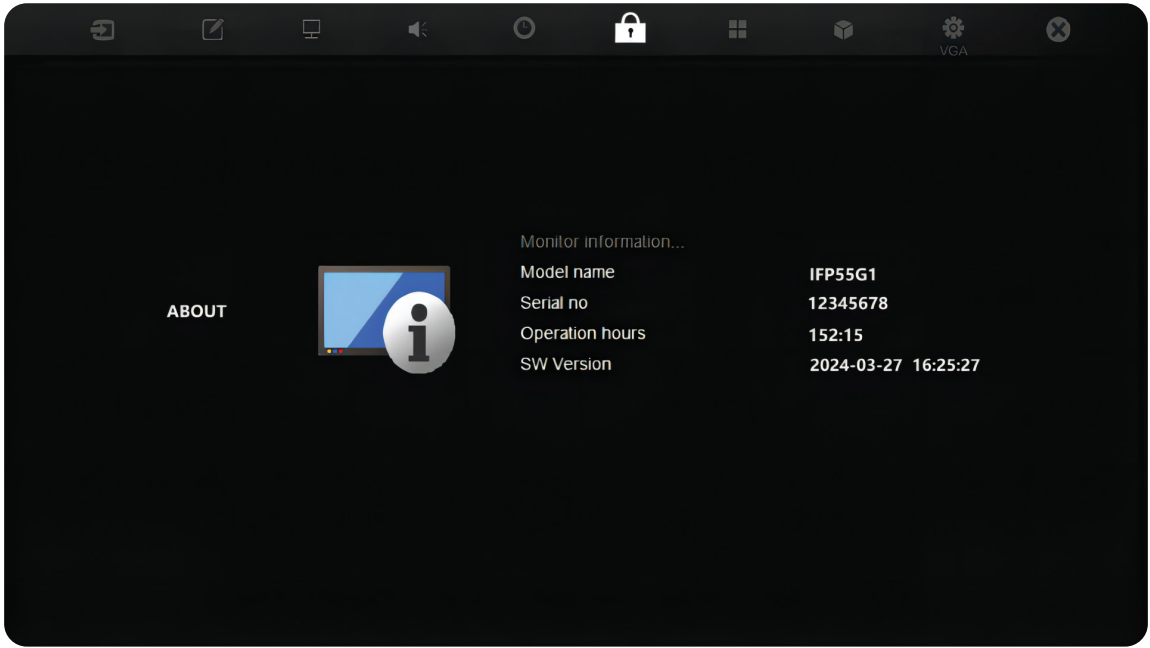 VGA
Monitor information...
Model name IFP55G1
ABOUT
Serial no 12345678
Operation hours 152:15
SW Version 2024-03-27 16:25:27